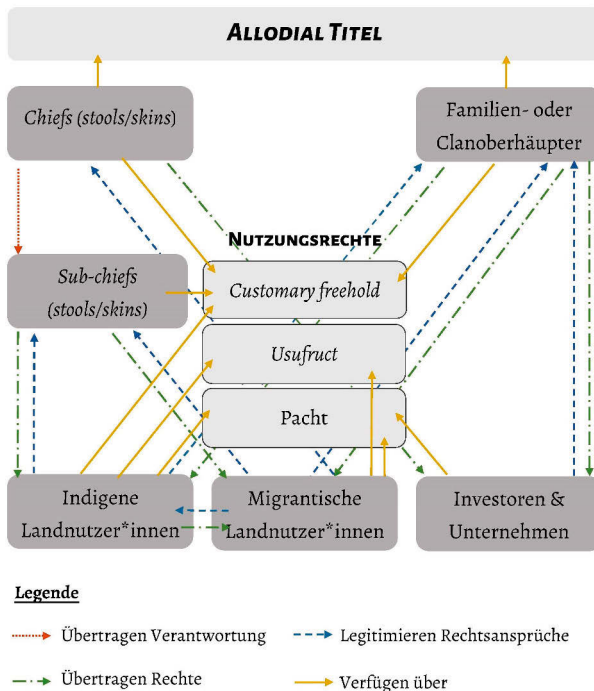 Allodial Titel
Chiefs (stools/skins)
Familien- oder
Clanoberhäupter
Nutzungsrechte
Sub-chiefs
(stools/skins)
Customary freehold
Usufruct
Pacht
Indigene
Landnutzer*innen
Migrantische
Landnutzer*innen
Investoren &
Unternehmen
Legende
Übertragen Verantwortung
Legitimieren Rechtsansprüche
Übertragen Rechte
Verfügen über